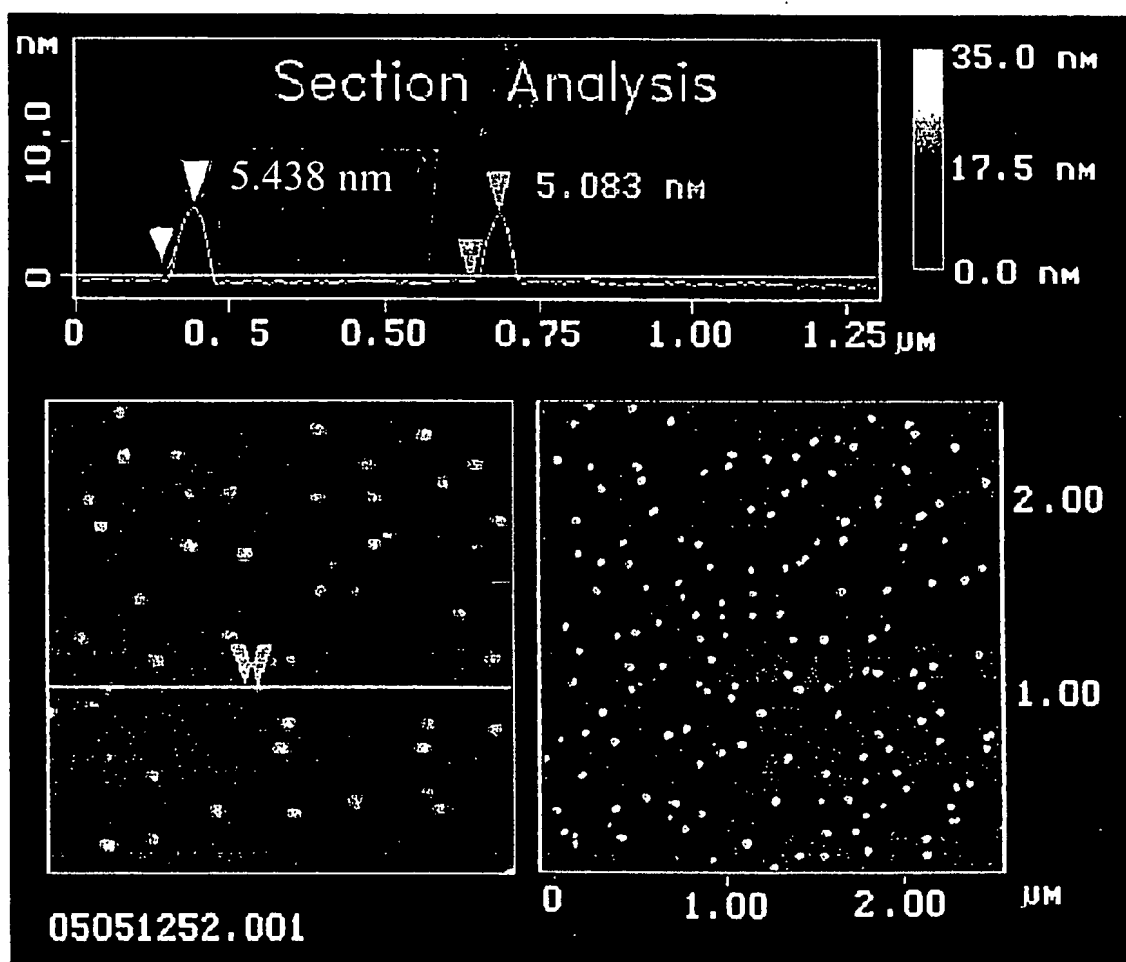 nm
Section Analysis
10.0
0
5.438 nm
5.083 nm
35.0 nm
17.5 nm
0.0 nm
0 0. 5 0.50 0.75 1.00 1.25 μm
2.00
1.00
0 1.00 2.00 μm
05051252.001